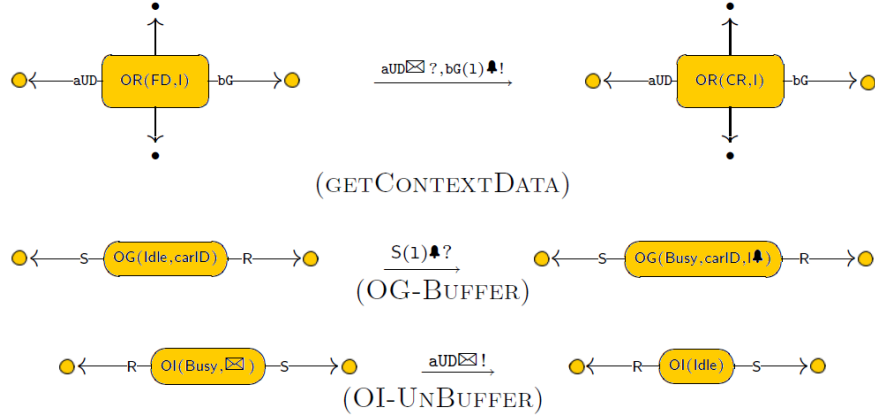 aUD OR(FD,I) bG aUD✉?,bG(1)🔔! aUD OR(CR,I) bG
(GETCONTEXTDATA)
S OG(Idle,carID) R S(1)🔔? S OG(Busy,carID,I🔔) R
(OG-BUFFER)
R OI(Busy,✉) S aUD✉! R OI(Idle) S
(OI-UNBUFFER)